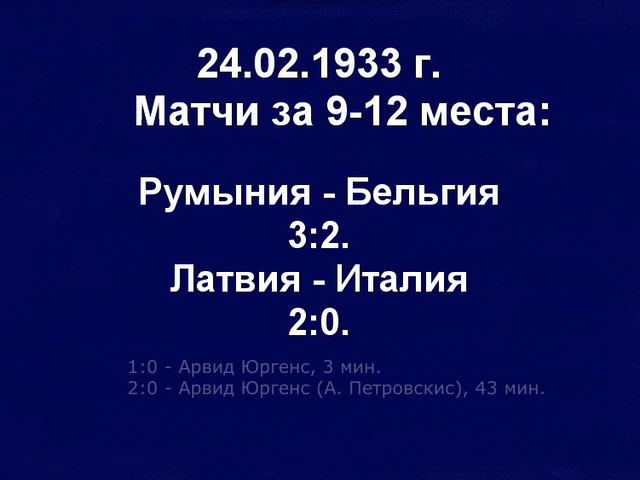 24.02.1933 г.
Матчи за 9-12 места:
Румыния - Бельгия
3:2.
Латвия - Италия
2:0.
1:0 - Арвид Юргенс, 3 мин.
2:0 - Арвид Юргенс (А. Петровскис), 43 мин.